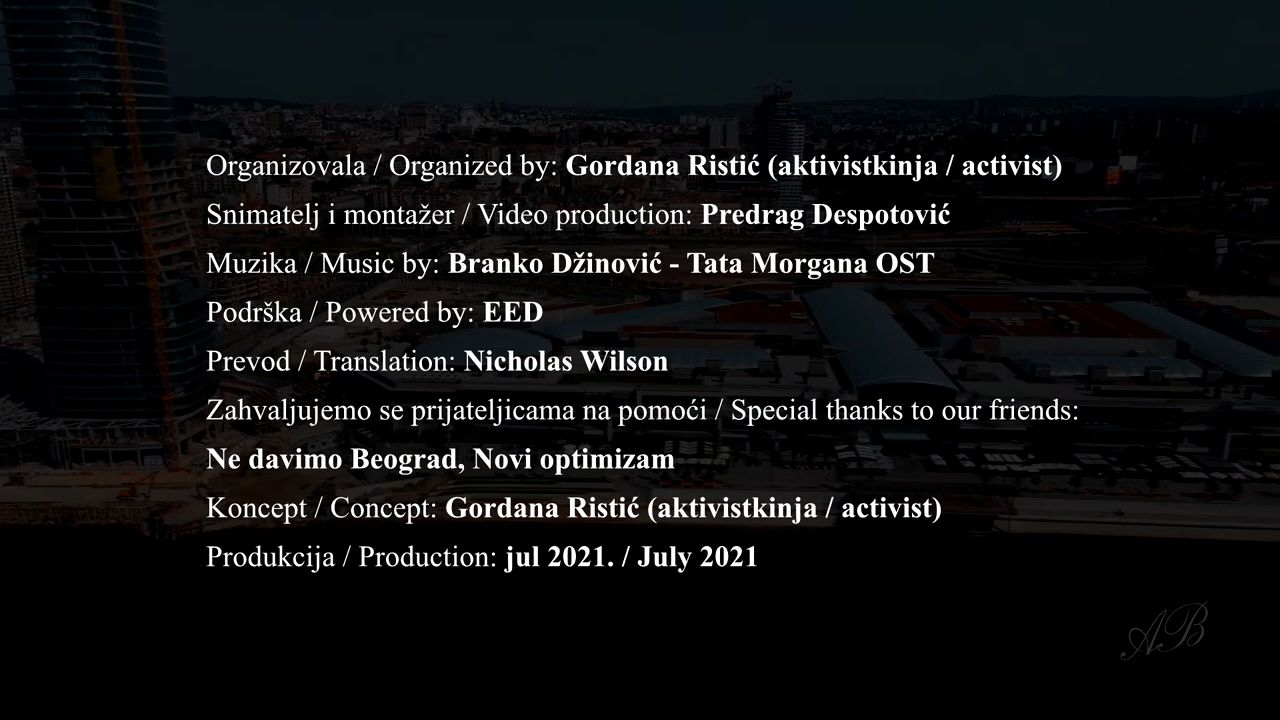 Organizovala / Organized by: Gordana Ristić (aktivistkinja / activist)
Snimatelj i montažer / Video production: Predrag Despotović
Muzika / Music by: Branko Džinović - Tata Morgana OST
Podrška / Powered by: EED
Prevod / Translation: Nicholas Wilson
Zahvaljujemo se prijateljicama na pomoći / Special thanks to our friends:
Ne davimo Beograd, Novi optimizam
Koncept / Concept: Gordana Ristić (aktivistkinja / activist)
Produkcija / Production: jul 2021. / July 2021
AB